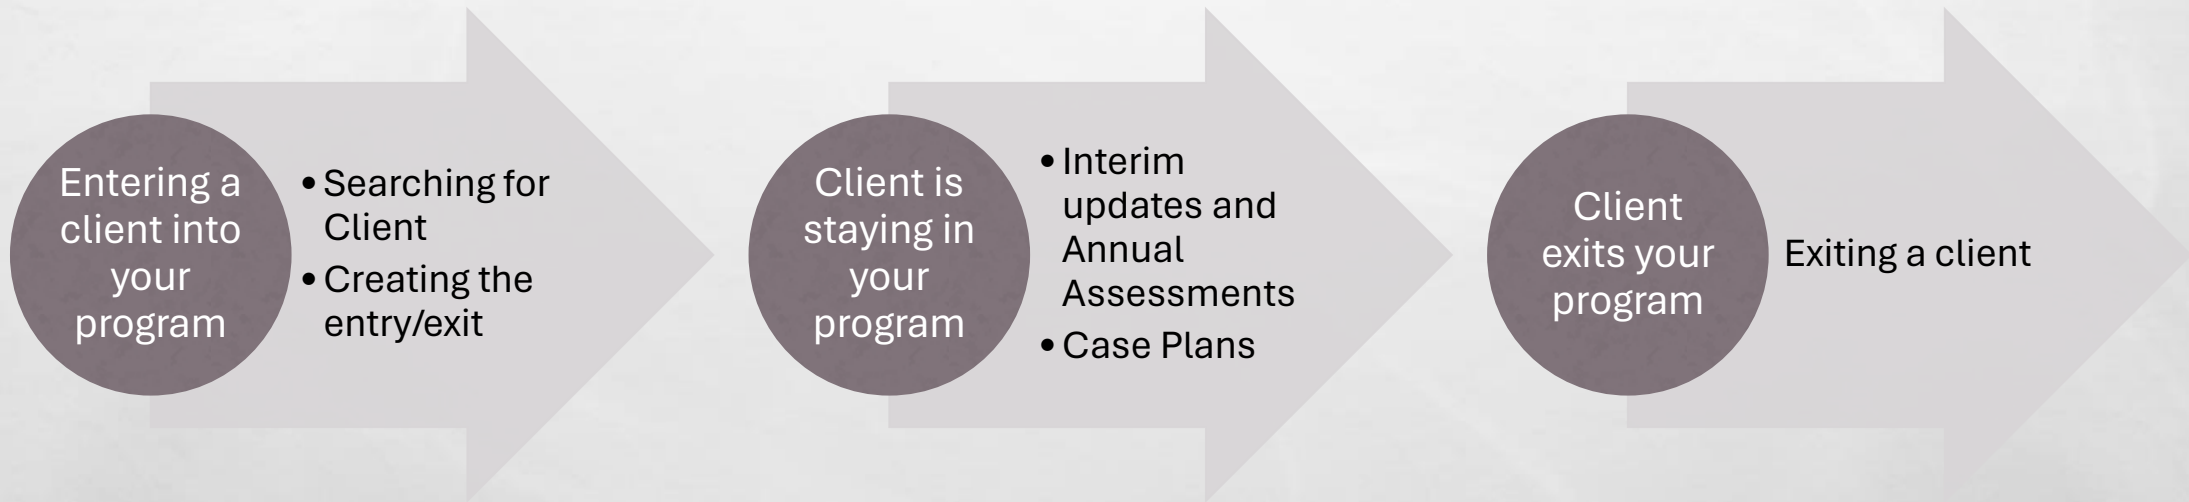 Entering a
client into
your
program
• Searching for
Client
• Creating the
entry/exit
Client is
staying in
your
program
• Interim
updates and
Annual
Assessments
• Case Plans
Client
exits your
program
Exiting a client